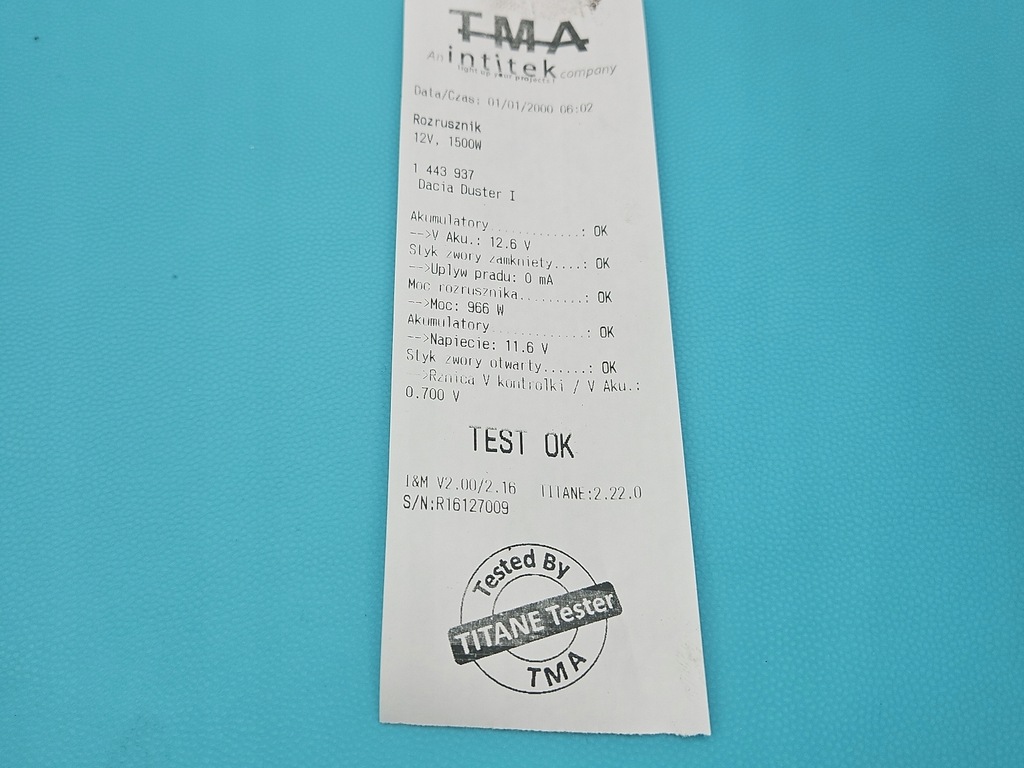 TMA
An intitek company
light up your projects!
Data/Czas: 01/01/2000 06:02
Rozrusznik
12V, 1500W
1 443 937
Dacia Duster I
Akumulatory............: OK
-->V Aku.: 12.6 V
Styk zwory zamkniety....: OK
-->Uplyw pradu: 0 mA
Moc rozrusznika.........: OK
-->Moc: 966 W
Akumulatory.............: OK
-->Napiecie: 11.6 V
Styk zwory otwarty......: OK
-->Rznica V kontrolki / V Aku.:
0.700 V
TEST OK
I&M V2.00/2.16 TITANE:2.22.0
S/N:R16127009
Tested By
TITANE Tester
TMA